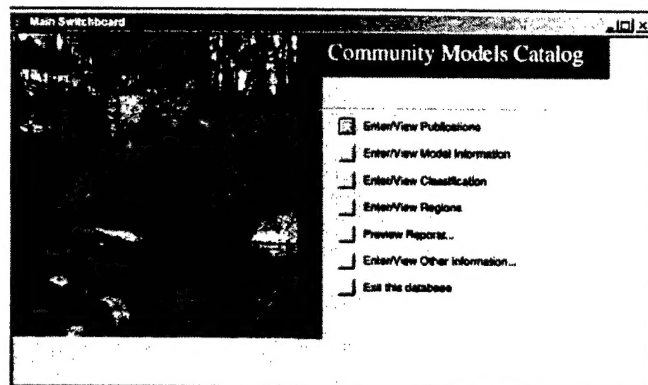 Main Switchboard
Community Models Catalog
Enter/View Publications
Enter/View Model Information
Enter/View Classification
Enter/View Regions
Preview Reports...
Enter/View Other Information...
Exit this database